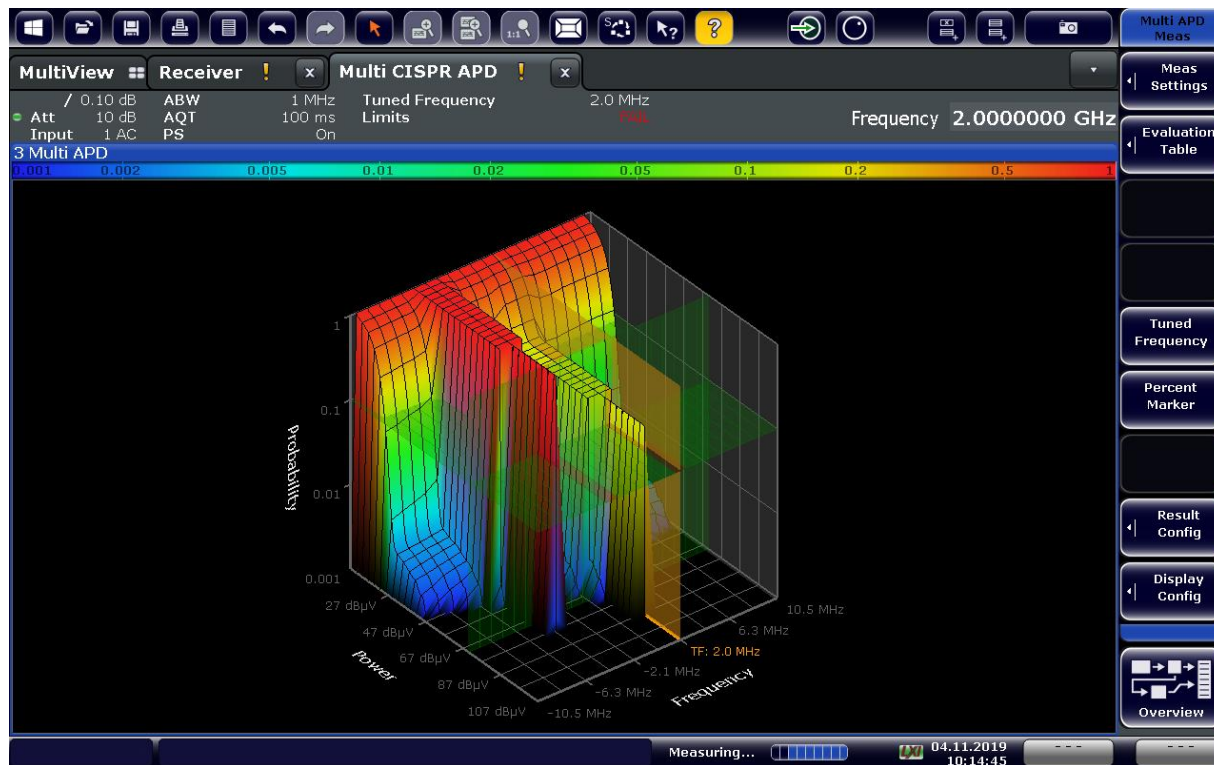 S
1:1
?
?
Multi APD
Meas
MultiView
Receiver ! x
Multi CISPR APD ! x
/ 0.10 dB ABW 1 MHz Tuned Frequency 2.0 MHz
Att 10 dB AQT 100 ms Limits FAIL
Input 1 AC PS On
Frequency 2.0000000 GHz
3 Multi APD
0.001 0.002 0.005 0.01 0.02 0.05 0.1 0.2 0.5 1
1
0.1
0.01
0.001
Probability
27 dBµV
47 dBµV
67 dBµV
87 dBµV
107 dBµV
Power
-10.5 MHz
-6.3 MHz
-2.1 MHz
TF: 2.0 MHz
6.3 MHz
10.5 MHz
Frequency
Meas
Settings
Evaluation
Table
Tuned
Frequency
Percent
Marker
Result
Config
Display
Config
Overview
Measuring...
LXI
04.11.2019
10:14:45
---
---